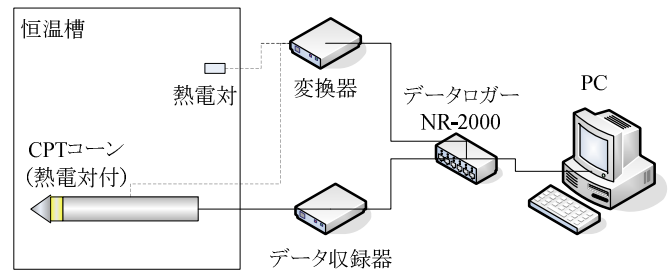 恒温槽
熱電対
変換器
データロガー
NR-2000
PC
CPTコーン
(熱電対付)
データ収録器